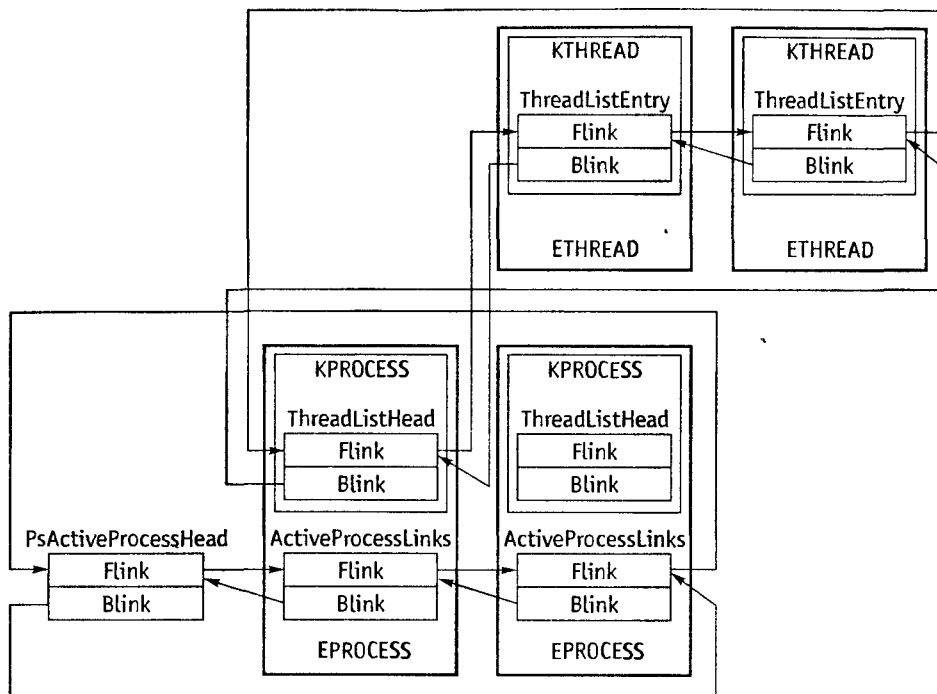 KTHREAD KTHREAD
ThreadListEntry ThreadListEntry
Flink Flink
Blink Blink
ETHREAD ETHREAD
KPROCESS KPROCESS
ThreadListHead ThreadListHead
Flink Flink
Blink Blink
PsActiveProcessHead ActiveProcessLinks ActiveProcessLinks
Flink Flink Flink
Blink Blink Blink
EPROCESS EPROCESS